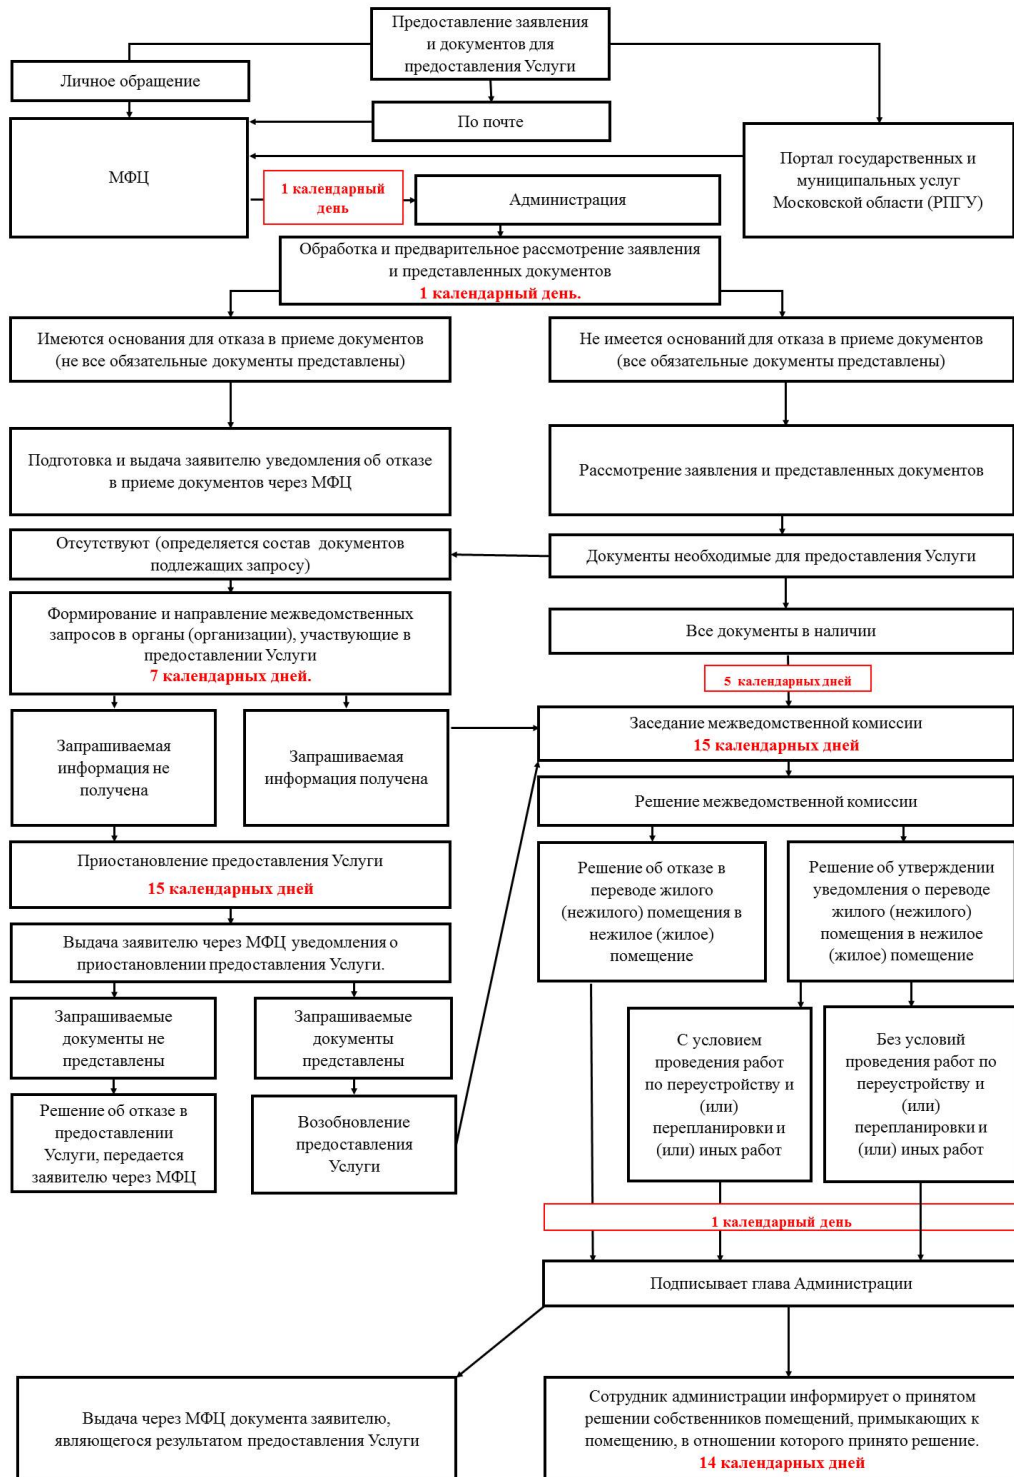 Предоставление заявления
и документов для
предоставления Услуги
Личное обращение
По почте
МФЦ
Портал государственных и
муниципальных услуг
Московской области (РПГУ)
1 календарный
день
Администрация
Обработка и предварительное рассмотрение заявления
и представленных документов
1 календарный день.
Имеются основания для отказа в приеме документов
(не все обязательные документы представлены)
Не имеется оснований для отказа в приеме документов
(все обязательные документы представлены)
Подготовка и выдача заявителю уведомления об отказе
в приеме документов через МФЦ
Рассмотрение заявления и представленных документов
Отсутствуют (определяется состав документов
подлежащих запросу)
Документы необходимые для предоставления Услуги
Формирование и направление межведомственных
запросов в органы (организации), участвующие в
предоставлении Услуги
7 календарных дней.
Все документы в наличии
5 календарных дней
Запрашиваемая
информация не
получена
Запрашиваемая
информация получена
Заседание межведомственной комиссии
15 календарных дней
Решение межведомственной комиссии
Приостановление предоставления Услуги
15 календарных дней
Решение об отказе в
переводе жилого
(нежилого) помещения в
нежилое (жилое)
помещение
Решение об утверждении
уведомления о переводе
жилого (нежилого)
помещения в нежилое
(жилое) помещение
Выдача заявителю через МФЦ уведомления о
приостановлении предоставления Услуги.
Запрашиваемые
документы не
представлены
Запрашиваемые
документы
представлены
С условием
проведения работ
по переустройству и
(или)
перепланировки и
(или) иных работ
Без условий
проведения работ по
переустройству и
(или)
перепланировки и
(или) иных работ
Решение об отказе в
предоставлении
Услуги, передается
заявителю через МФЦ
Возобновление
предоставления
Услуги
1 календарный день
Подписывает глава Администрации
Выдача через МФЦ документа заявителю,
являющегося результатом предоставления Услуги
Сотрудник администрации информирует о принятом
решении собственников помещений, примыкающих к
помещению, в отношении которого принято решение.
14 календарных дней